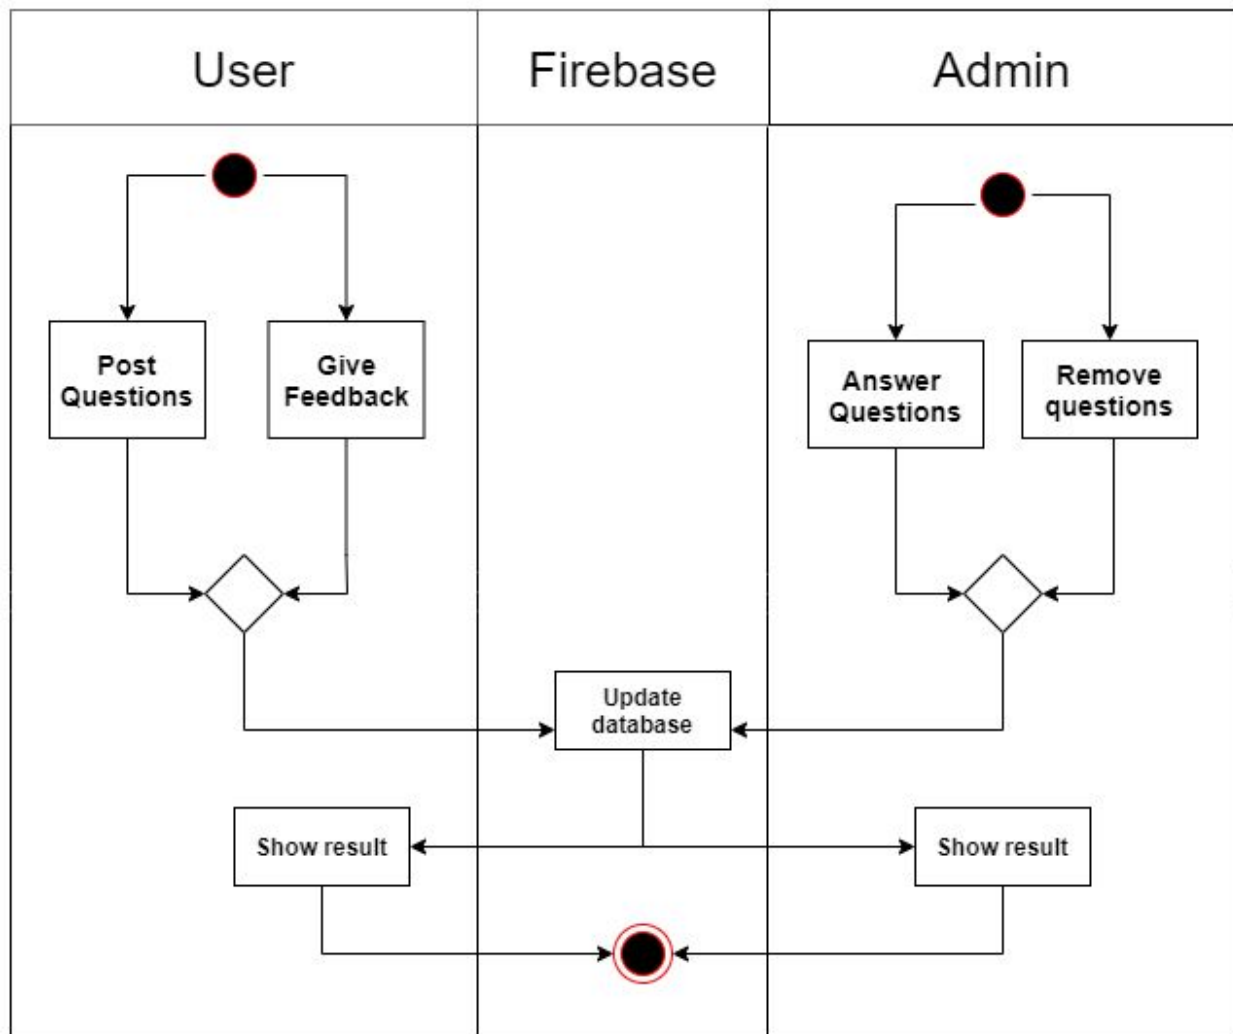 User
Firebase
Admin
Post
Questions
Give
Feedback
Answer
Questions
Remove
questions
Update
database
Show result
Show result